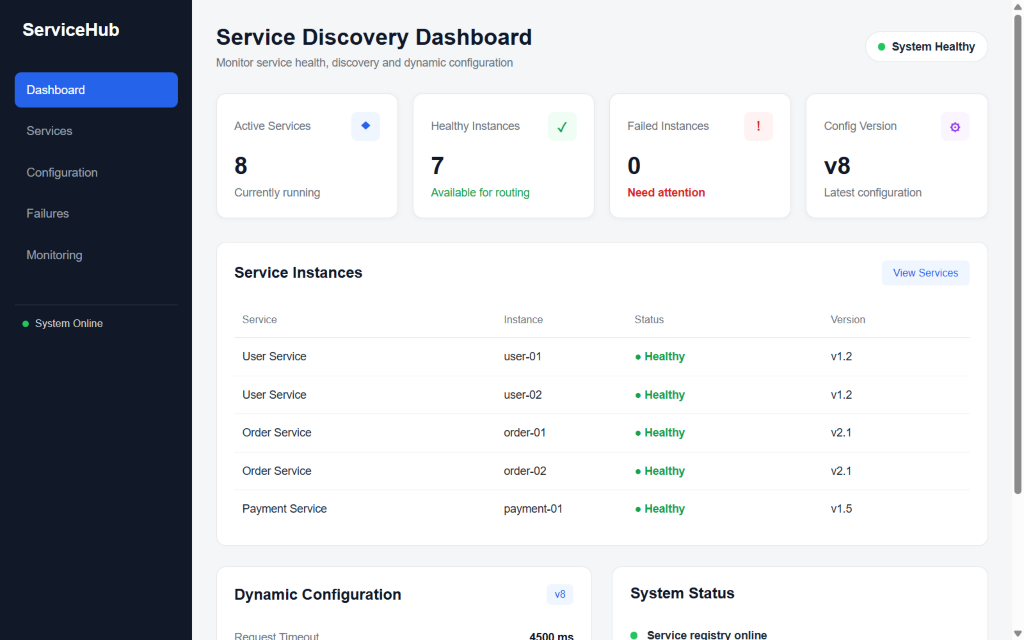 ServiceHub
Dashboard
Services
Configuration
Failures
Monitoring
System Online
Service Discovery Dashboard
Monitor service health, discovery and dynamic configuration
System Healthy
Active Services
8
Currently running
Healthy Instances
✓
7
Available for routing
Failed Instances
!
0
Need attention
Config Version
v8
Latest configuration
Service Instances
View Services
Service Instance Status Version
User Service user-01 Healthy v1.2
User Service user-02 Healthy v1.2
Order Service order-01 Healthy v2.1
Order Service order-02 Healthy v2.1
Payment Service payment-01 Healthy v1.5
Dynamic Configuration
v8
Request Timeout 4500 ms
System Status
Service registry online